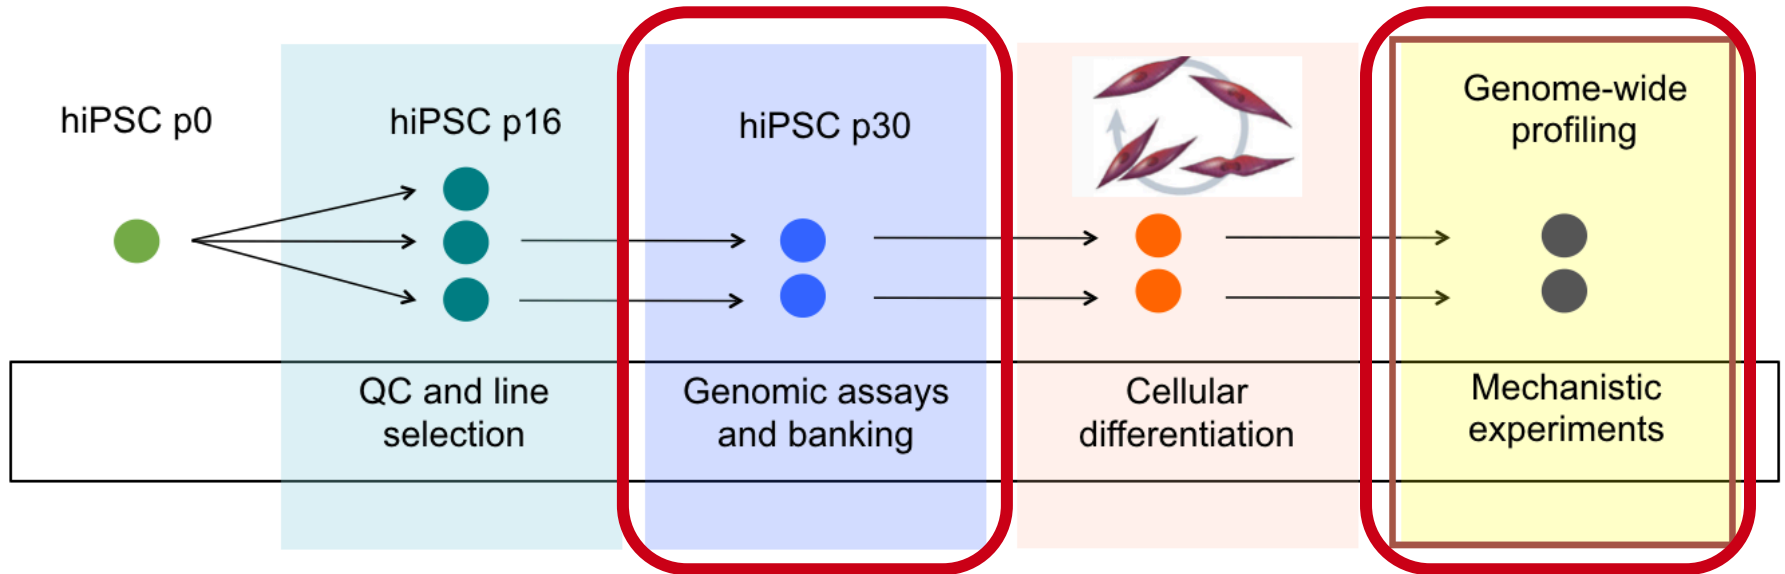 hiPSC p0
hiPSC p16
hiPSC p30
Genome-wide
profiling
QC and line
selection
Genomic assays
and banking
Cellular
differentiation
Mechanistic
experiments